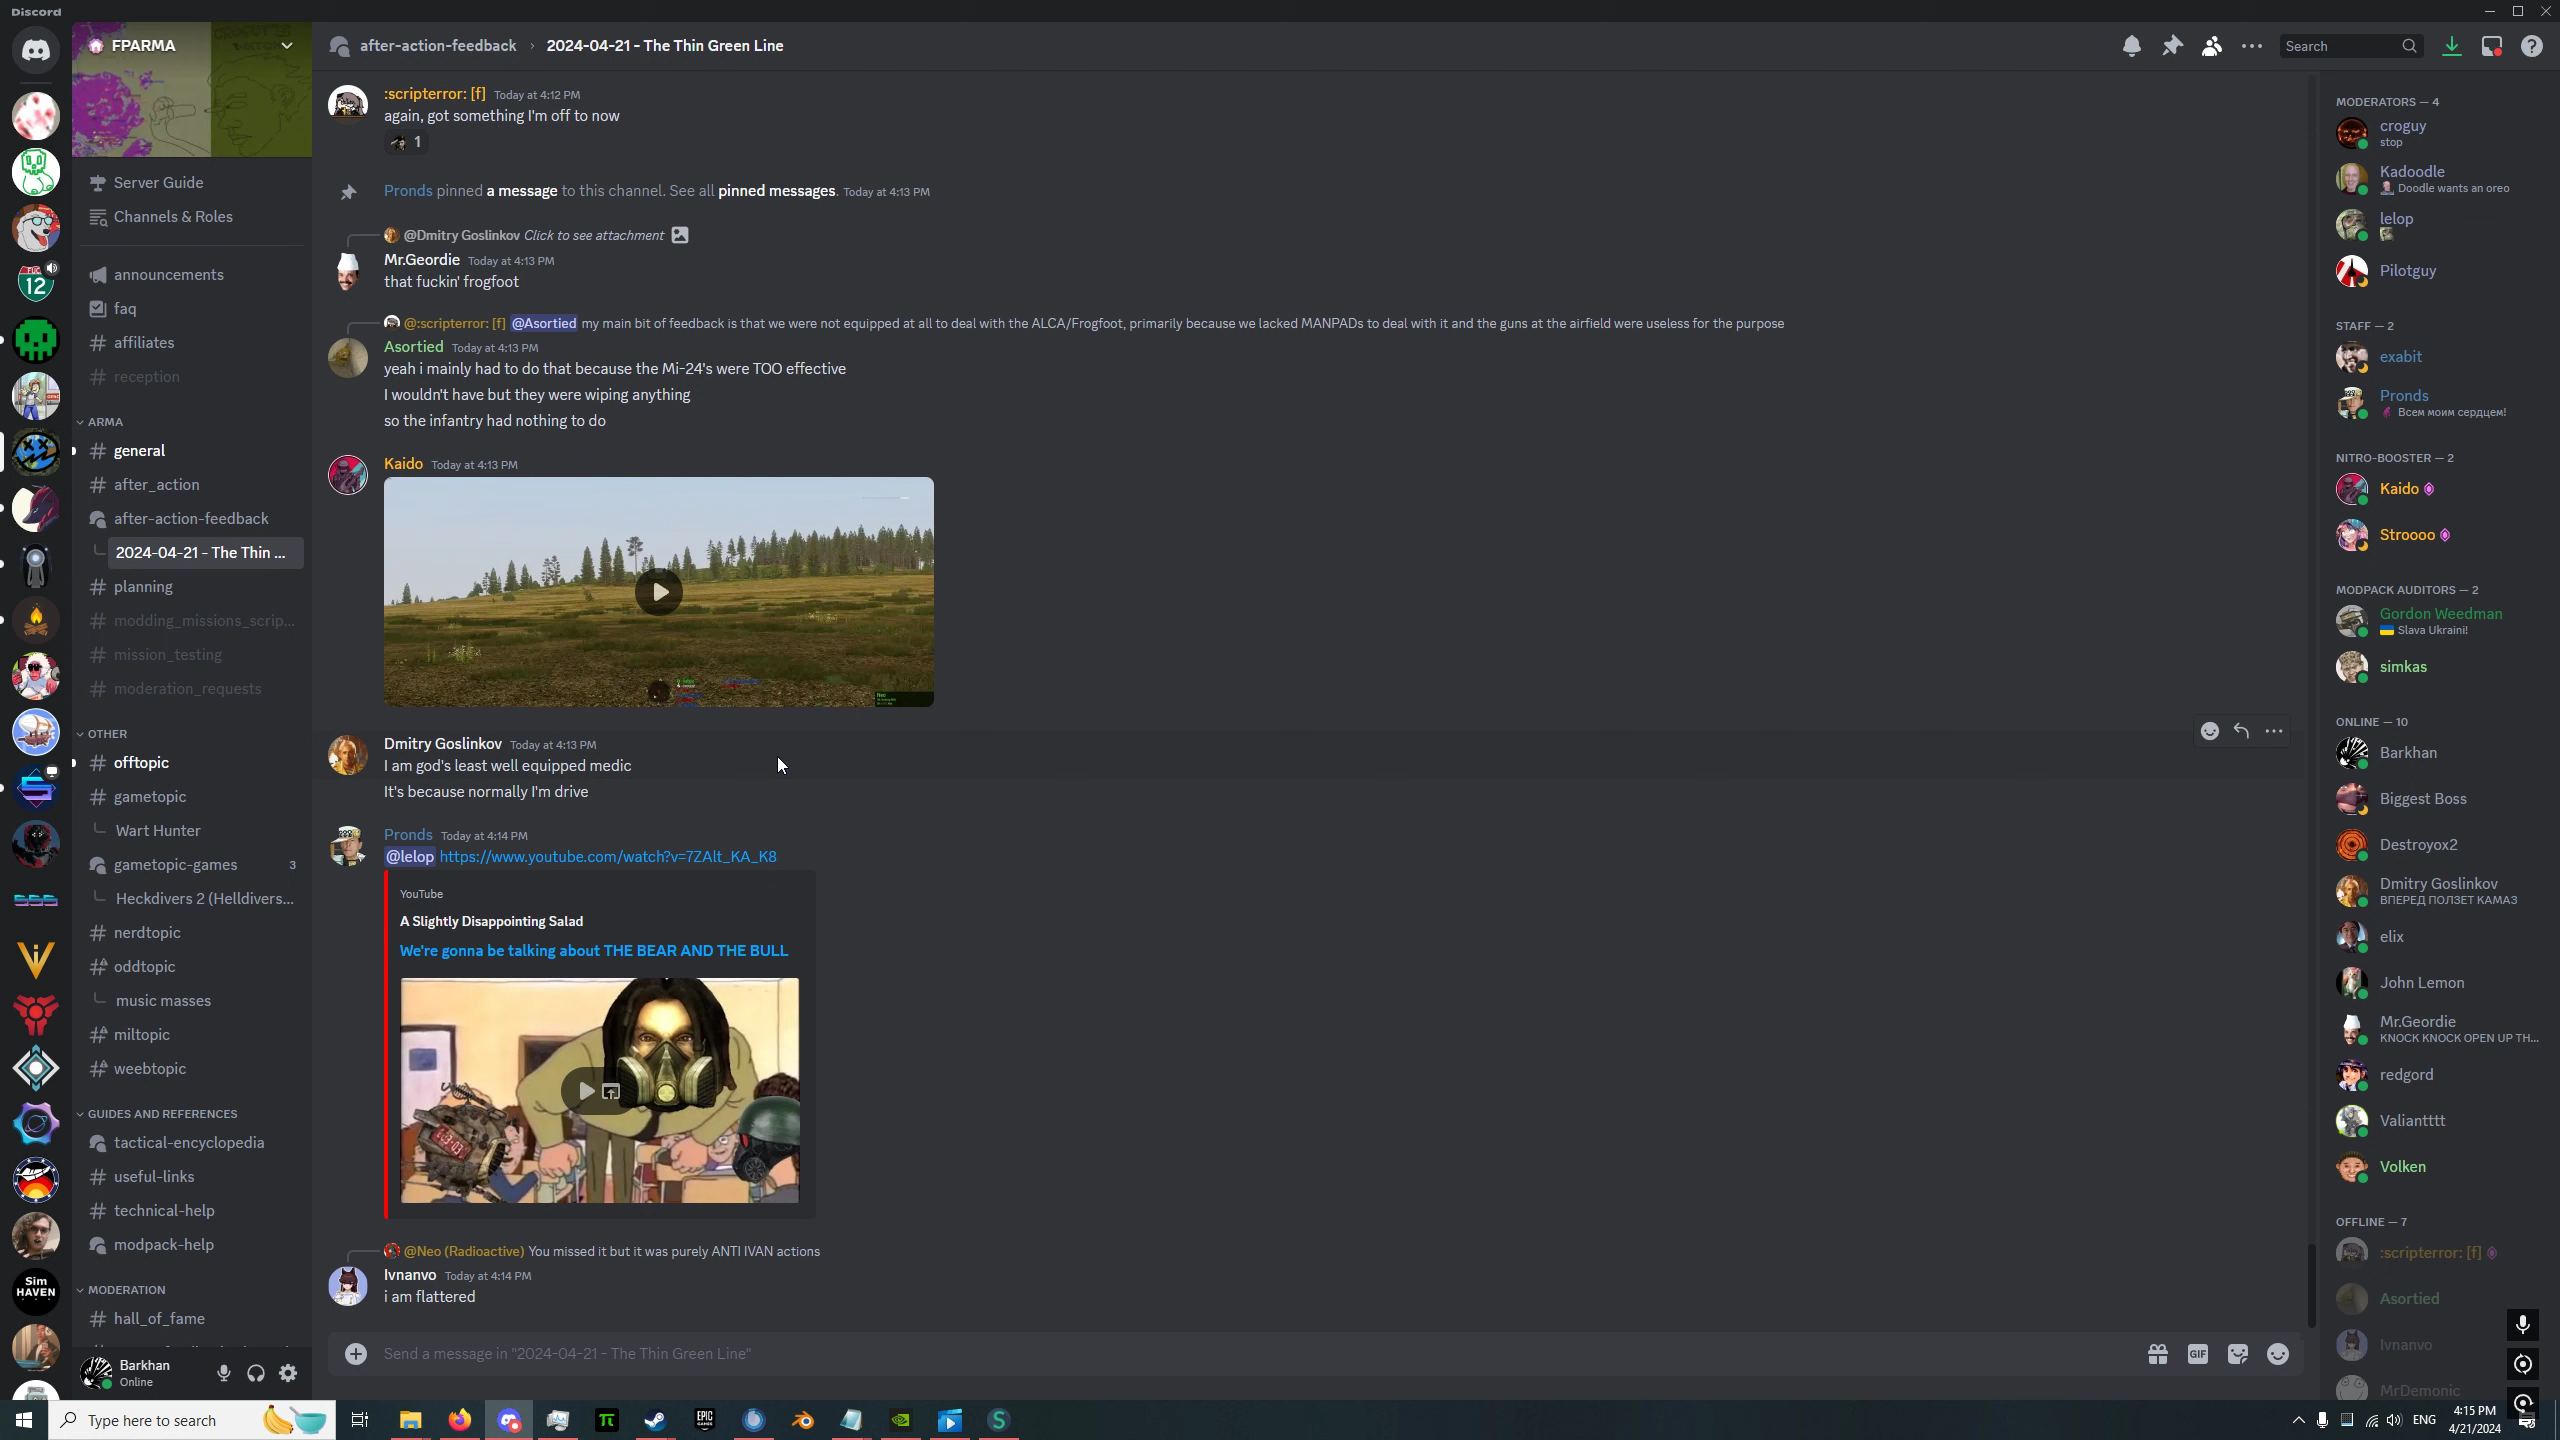 Discord
FPARMA
after-action-feedback › 2024-04-21 - The Thin Green Line
Search
Server Guide
Channels & Roles
announcements
faq
affiliates
reception
ARMA
general
after_action
after-action-feedback
2024-04-21 - The Thin ...
planning
modding_missions_scrip...
mission_testing
moderation_requests
OTHER
offtopic
gametopic
Wart Hunter
gametopic-games 3
Heckdivers 2 (Helldivers...
nerdtopic
oddtopic
music masses
miltopic
weebtopic
GUIDES AND REFERENCES
tactical-encyclopedia
useful-links
technical-help
modpack-help
MODERATION
hall_of_fame
Barkhan
Online
12
Sim
HAVEN
:scripterror: [f] Today at 4:12 PM
again, got something I'm off to now
1
Pronds pinned a message to this channel. See all pinned messages. Today at 4:13 PM
@Dmitry Goslinkov Click to see attachment
Mr.Geordie Today at 4:13 PM
that fuckin' frogfoot
@:scripterror: [f] @Asortied my main bit of feedback is that we were not equipped at all to deal with the ALCA/Frogfoot, primarily because we lacked MANPADs to deal with it and the guns at the airfield were useless for the purpose
Asortied Today at 4:13 PM
yeah i mainly had to do that because the Mi-24's were TOO effective
I wouldn't have but they were wiping anything
so the infantry had nothing to do
Kaido Today at 4:13 PM
Dmitry Goslinkov Today at 4:13 PM
I am god's least well equipped medic
It's because normally I'm drive
Pronds Today at 4:14 PM
@lelop https://www.youtube.com/watch?v=7ZAlt_KA_K8
YouTube
A Slightly Disappointing Salad
We're gonna be talking about THE BEAR AND THE BULL
@Neo (Radioactive) You missed it but it was purely ANTI IVAN actions
Ivnanvo Today at 4:14 PM
i am flattered
Send a message in "2024-04-21 - The Thin Green Line"
GIF
MODERATORS — 4
croguy
stop
Kadoodle
Doodle wants an oreo
lelop
Pilotguy
STAFF — 2
exabit
Pronds
Всем моим сердцем!
NITRO-BOOSTER — 2
Kaido
Stroooo
MODPACK AUDITORS — 2
Gordon Weedman
Slava Ukraini!
simkas
ONLINE — 10
Barkhan
Biggest Boss
Destroyox2
Dmitry Goslinkov
ВПЕРЕД ПОЛЗЕТ КАМАЗ
elix
John Lemon
Mr.Geordie
KNOCK KNOCK OPEN UP TH...
redgord
Valiantttt
Volken
OFFLINE — 7
:scripterror: [f]
Asortied
Ivnanvo
MrDemonic
Type here to search
EPIC
GAMES
ENG
4:15 PM
4/21/2024